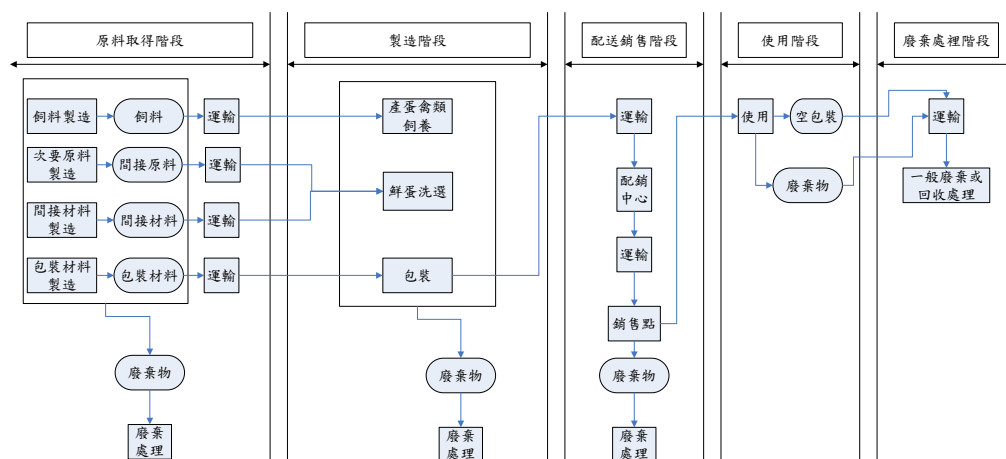 原料取得階段
製造階段
配送銷售階段
使用階段
廢棄處裡階段
飼料製造
飼料
運輸
產蛋禽類
飼養
次要原料
製造
間接原料
運輸
鮮蛋洗選
間接材料
製造
間接材料
運輸
包裝材料
製造
包裝材料
運輸
包裝
廢棄物
廢棄
處理
廢棄物
廢棄
處理
運輸
配銷
中心
運輸
銷售點
廢棄物
廢棄
處理
使用
空包裝
廢棄物
運輸
一般廢棄或
回收處理